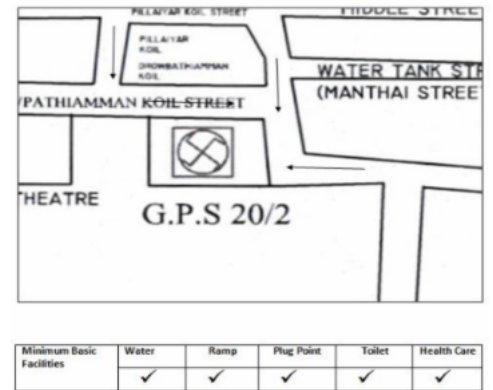 PILLAIYAR KOIL STREET
MIDDLE STREET
PILLAIYAR
KOIL
DROWBATHIAMMAN
KOIL
WATER TANK STR
(MANTHAI STREE
/PATHIAMMAN KOIL STREET
THEATRE
G.P.S 20/2
Minimum Basic Facilities Water Ramp Plug Point Toilet Health Care
✓ ✓ ✓ ✓ ✓